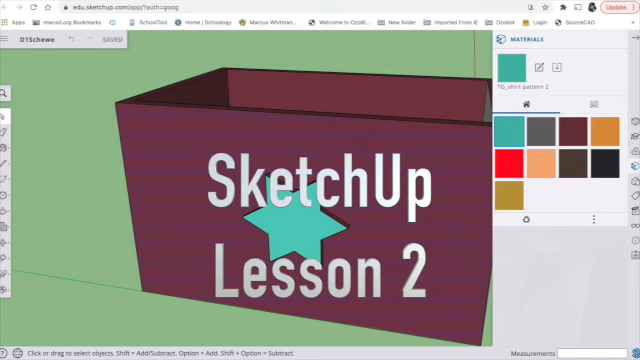 edu.sketchup.com/app/?auth=goog
Update
mwcsd.org Bookmarks
SchoolTool
Home | Schoology
Marcus Whitman...
Welcome to OzoBl...
New folder
Imported From IE
Ozobot
Login
SourceCAD
D1Schewe
SAVED
MATERIALS
TG_shirt pattern 2
SketchUp
Lesson 2
Click or drag to select objects. Shift = Add/Subtract. Option = Add. Shift + Option = Subtract.
Measurements